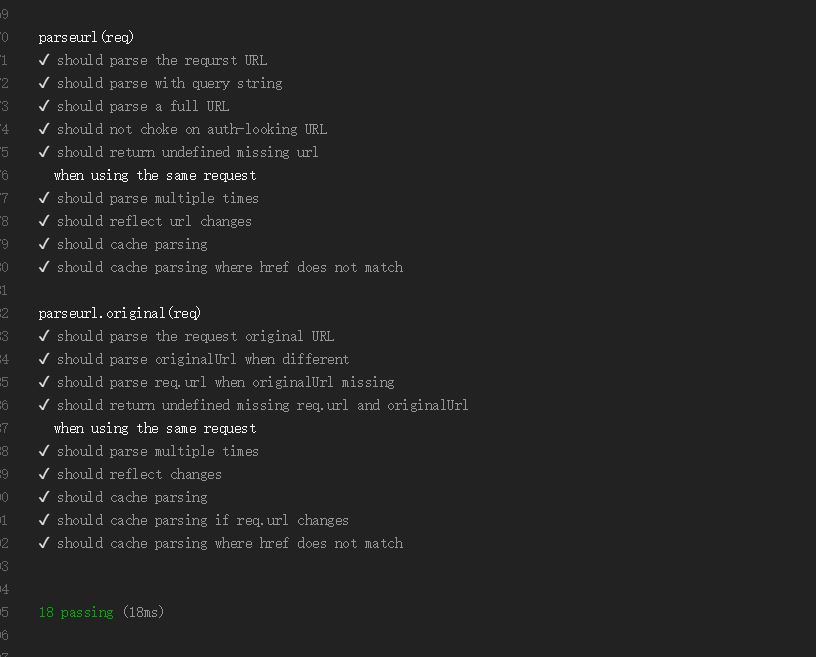 9
0 parseurl(req)
1 ✓ should parse the requrst URL
2 ✓ should parse with query string
3 ✓ should parse a full URL
4 ✓ should not choke on auth-looking URL
5 ✓ should return undefined missing url
6 when using the same request
7 ✓ should parse multiple times
8 ✓ should reflect url changes
9 ✓ should cache parsing
0 ✓ should cache parsing where href does not match
1
2 parseurl.original(req)
3 ✓ should parse the request original URL
4 ✓ should parse originalUrl when different
5 ✓ should parse req.url when originalUrl missing
6 ✓ should return undefined missing req.url and originalUrl
7 when using the same request
8 ✓ should parse multiple times
9 ✓ should reflect changes
0 ✓ should cache parsing
1 ✓ should cache parsing if req.url changes
2 ✓ should cache parsing where href does not match
3
4
5 18 passing (18ms)
6